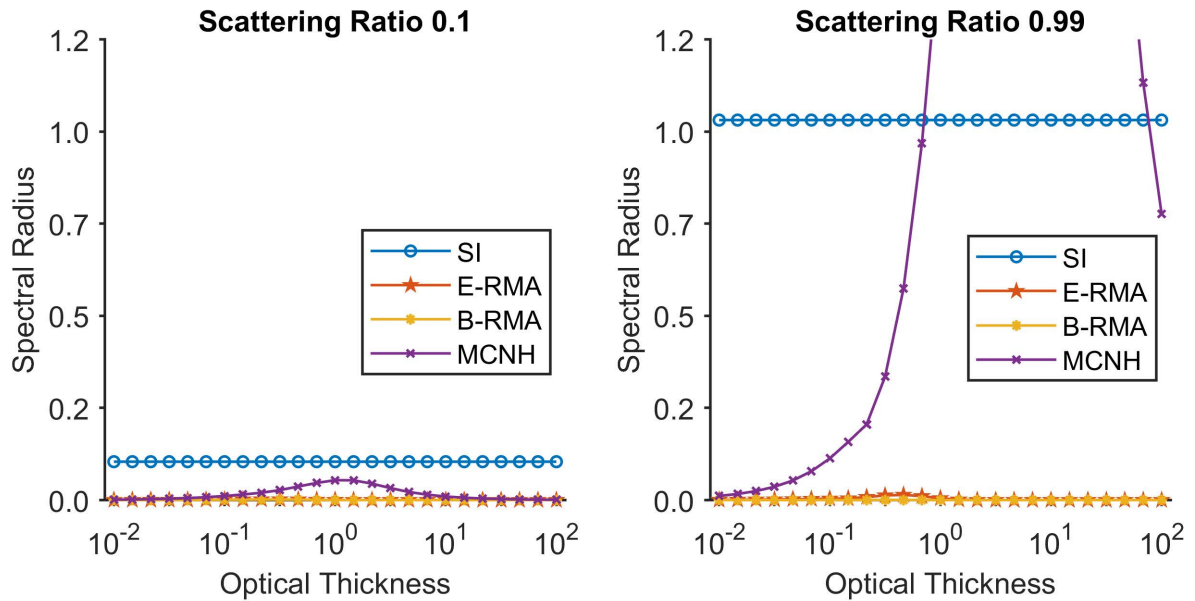 Scattering Ratio 0.1
Spectral Radius
1.2
1.0
0.7
0.5
0.2
0.0
SI
E-RMA
B-RMA
MCNH
10^-2 10^-1 10^0 10^1 10^2
Optical Thickness
Scattering Ratio 0.99
Spectral Radius
1.2
1.0
0.7
0.5
0.2
0.0
SI
E-RMA
B-RMA
MCNH
10^-2 10^-1 10^0 10^1 10^2
Optical Thickness